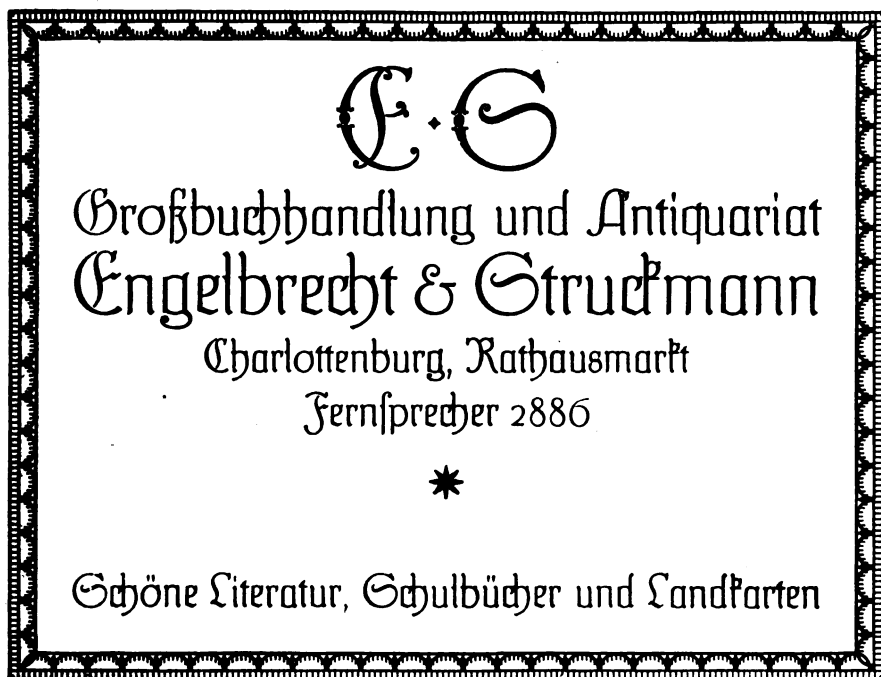 E · S
Großbuchhandlung und Antiquariat
Engelbrecht & Struckmann
Charlottenburg, Rathausmarkt
Fernſprecher 2886
Schöne Literatur, Schulbücher und Landkarten